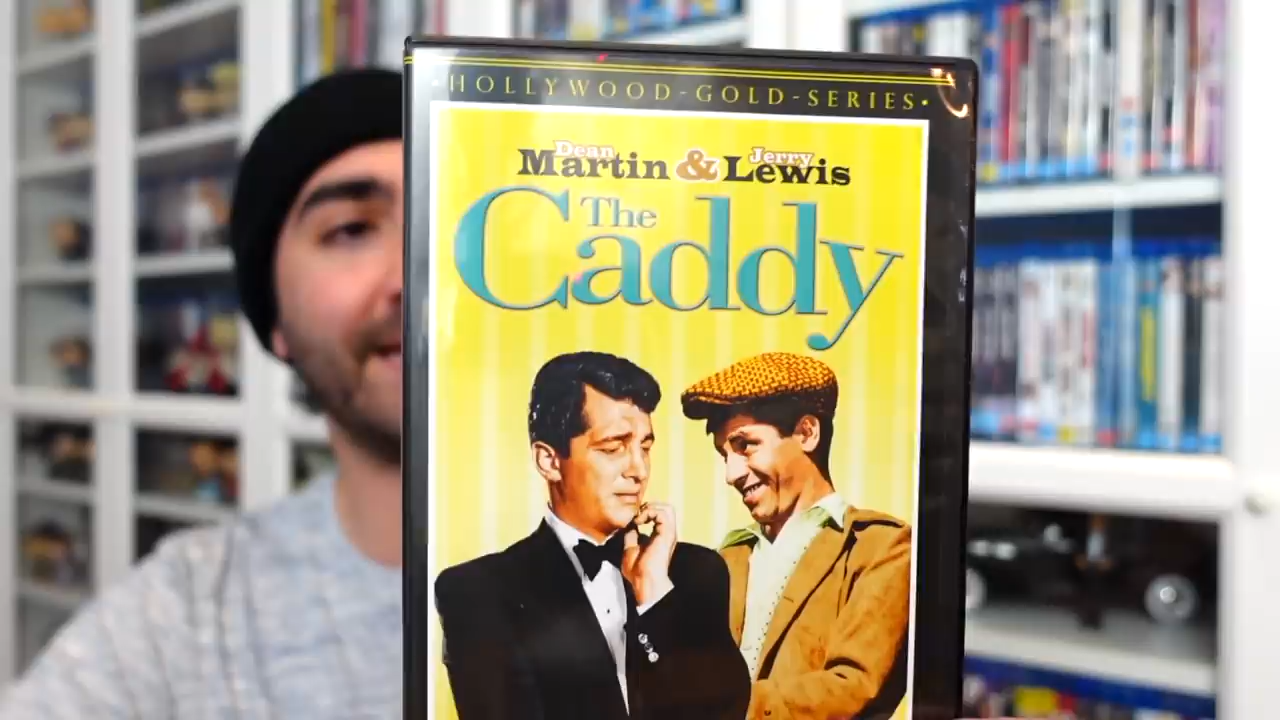 •HOLLYWOOD-GOLD-SERIES•
Dean Jerry
Martin & Lewis
The
Caddy